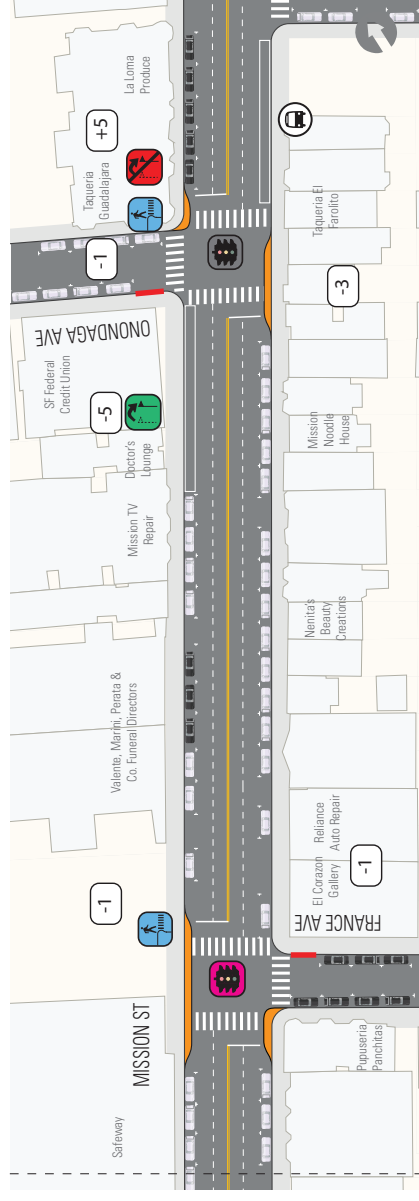 La Loma
Produce
+5
Taqueria
Guadalajara
-1
ONONDAGA AVE
SF Federal
Credit Union
-5
Doctor's
Lounge
Mission TV
Repair
Valente, Marini, Perata &
Co. Funeral Directors
-1
MISSION ST
Safeway
Taqueria El
Farolito
-3
Mission
Noodle
House
Nenita's
Beauty
Creations
Reliance
Auto Repair
El Corazon
Gallery
-1
FRANCE AVE
Pupuseria
Panchitas